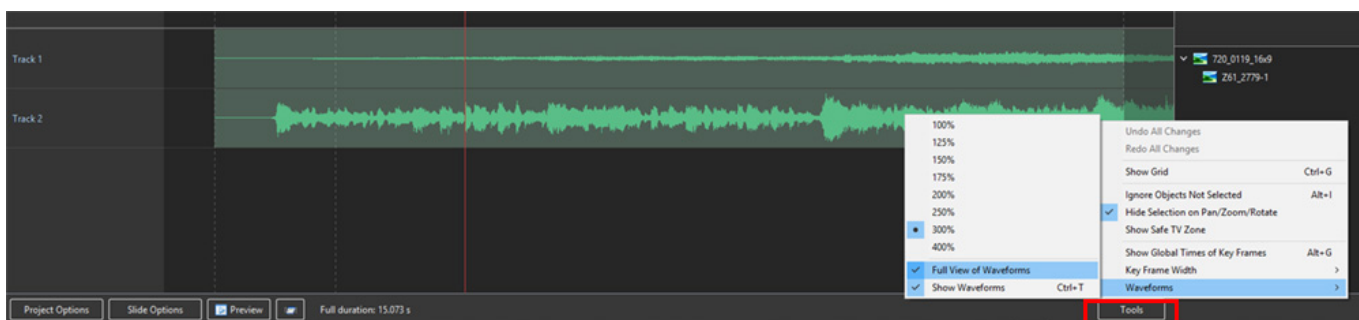 Track 1
720_0119_16x9
Z61_2779-1
Track 2
100%
125%
150%
175%
200%
250%
300%
400%
Full View of Waveforms
Show Waveforms Ctrl+T
Undo All Changes
Redo All Changes
Show Grid Ctrl+G
Ignore Objects Not Selected Alt+I
Hide Selection on Pan/Zoom/Rotate
Show Safe TV Zone
Show Global Times of Key Frames Alt+G
Key Frame Width
Waveforms
Project Options Slide Options Preview Full duration: 15.073 s Tools